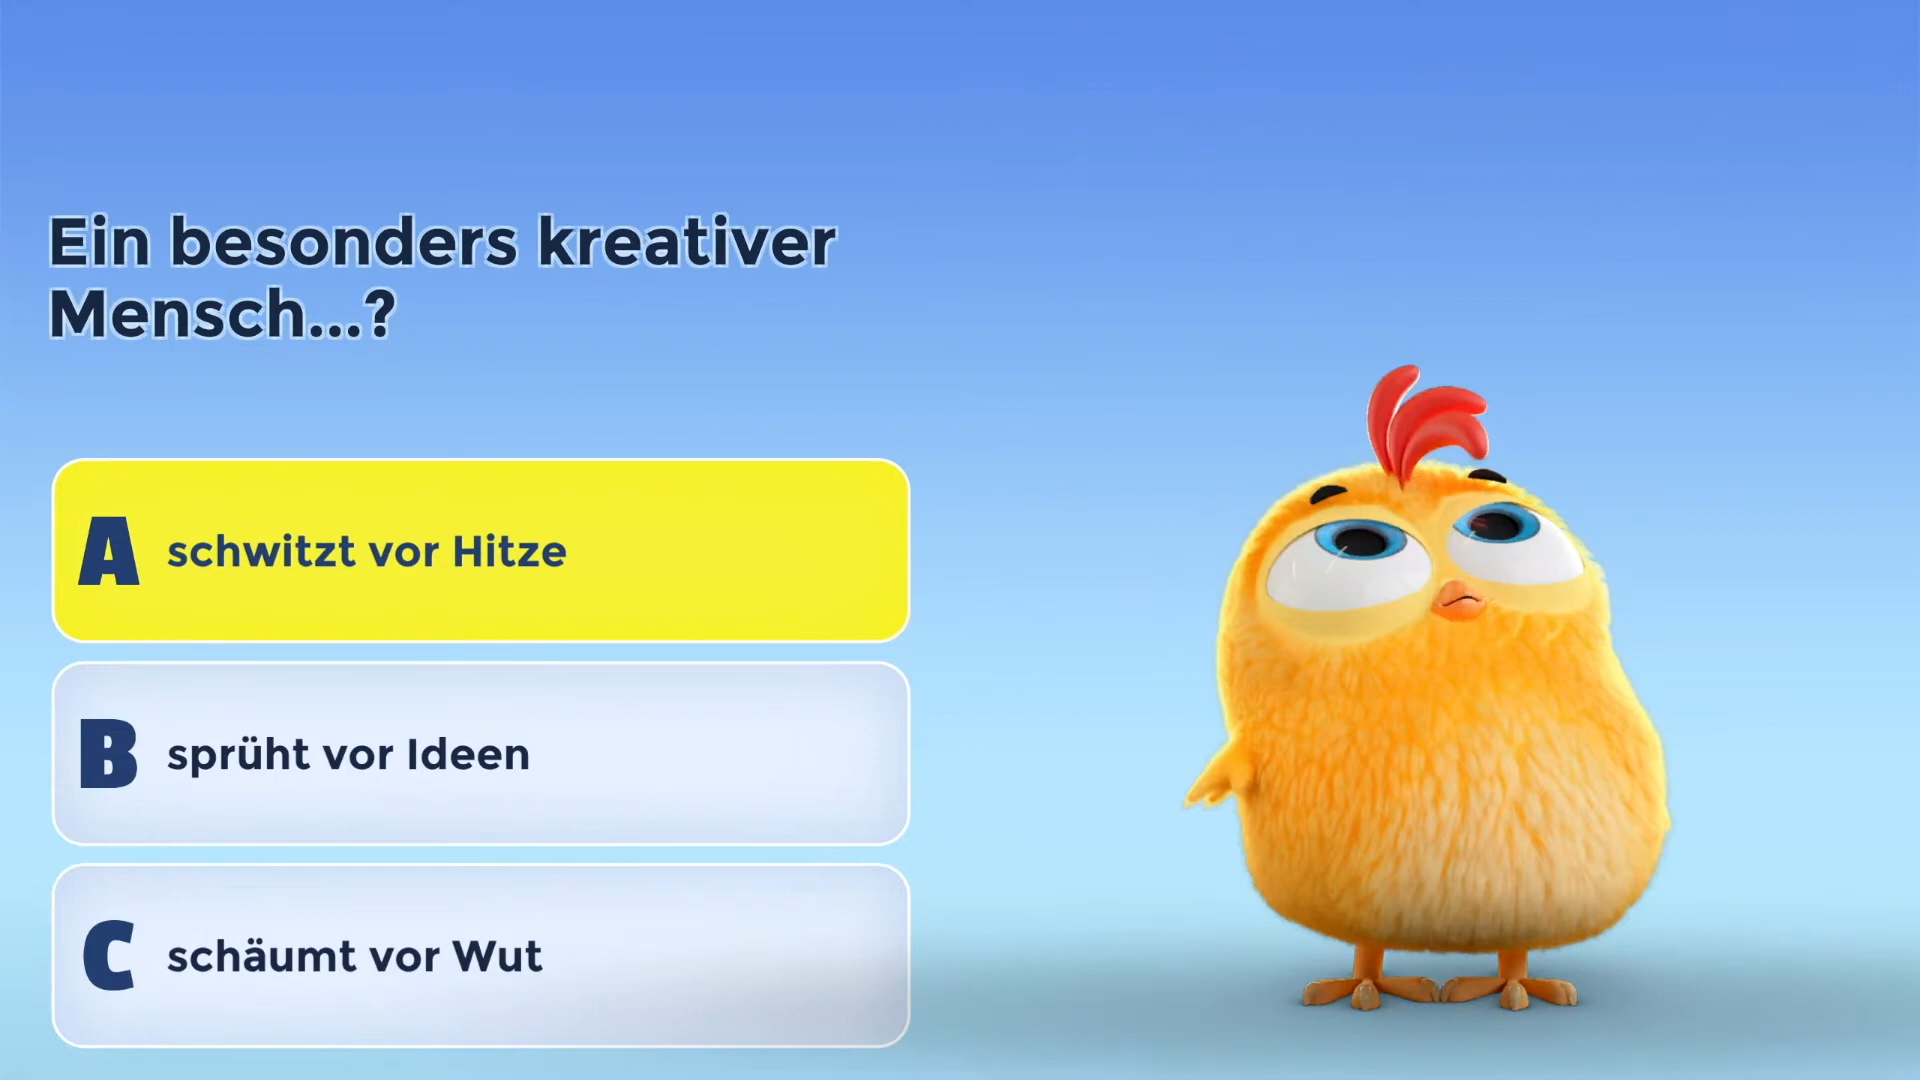 Ein besonders kreativer
Mensch...?
A schwitzt vor Hitze
B sprüht vor Ideen
C schäumt vor Wut